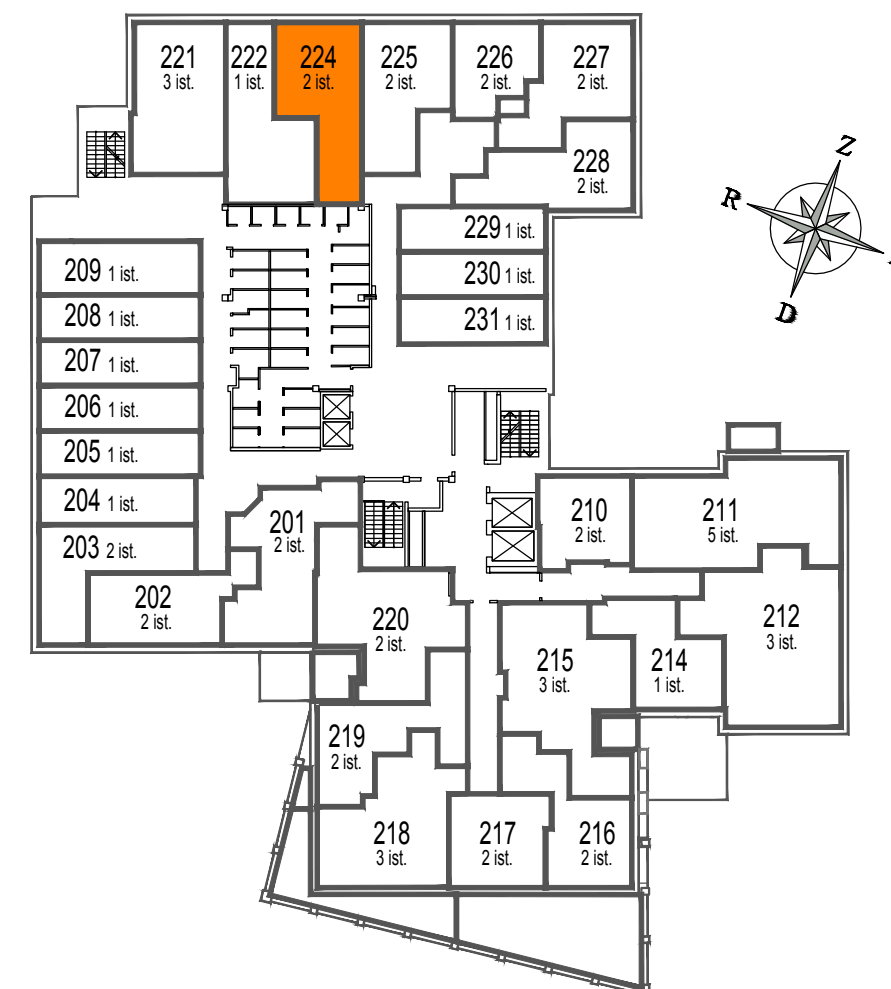 221
3 ist.
222
1 ist.
224
2 ist.
225
2 ist.
226
2 ist.
227
2 ist.
228
2 ist.
Z
R
D
229 1 ist.
230 1 ist.
231 1 ist.
209 1 ist.
208 1 ist.
207 1 ist.
206 1 ist.
205 1 ist.
204 1 ist.
203 2 ist.
202
2 ist.
201
2 ist.
210
2 ist.
211
5 ist.
212
3 ist.
220
2 ist.
215
3 ist.
214
1 ist.
219
2 ist.
218
3 ist.
217
2 ist.
216
2 ist.